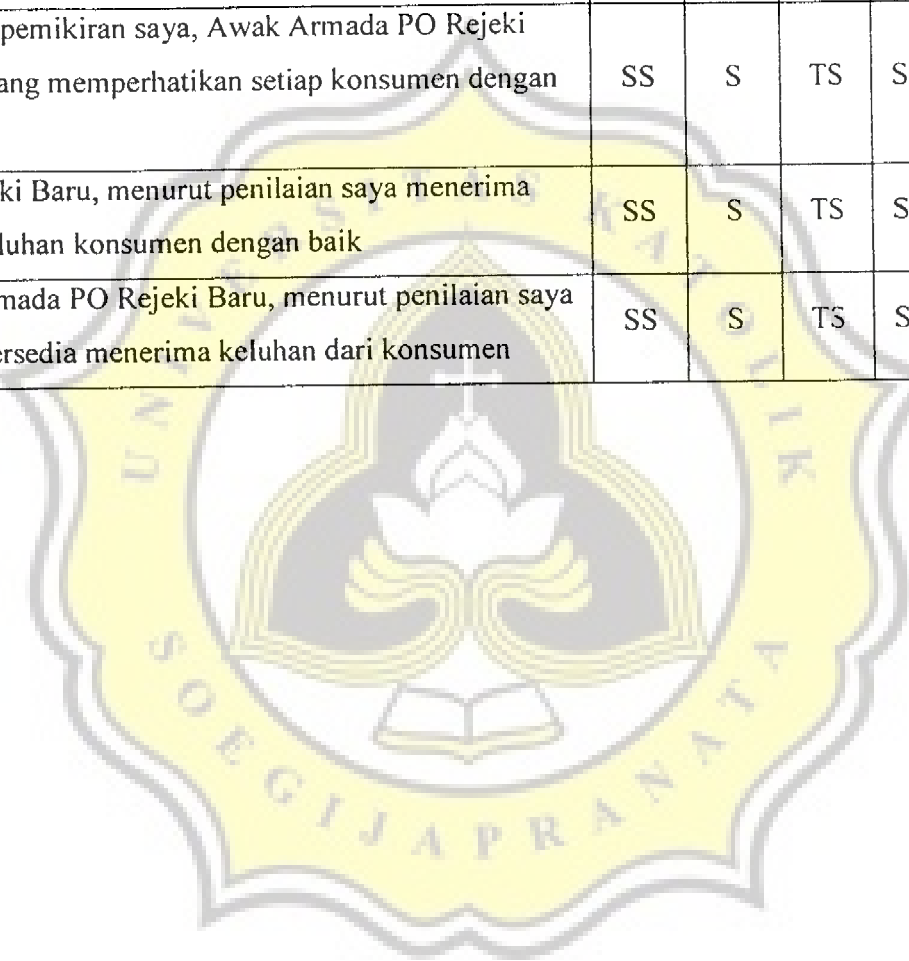 pemikiran saya, Awak Armada PO Rejeki
ang memperhatikan setiap konsumen dengan SS S TS S
ki Baru, menurut penilaian saya menerima
luhan konsumen dengan baik SS S TS S
mada PO Rejeki Baru, menurut penilaian saya
ersedia menerima keluhan dari konsumen SS S TS S
UNIVERSITAS KATOLIK
SOEGIJAPRANATA